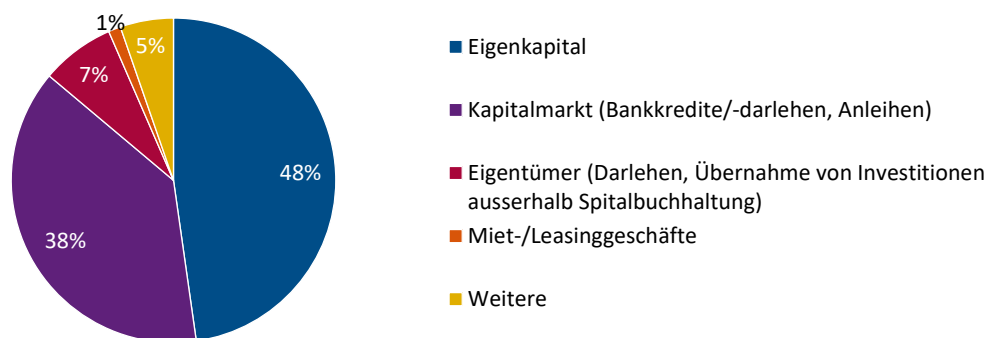 1%
5%
7%
48%
38%
Eigenkapital
Kapitalmarkt (Bankkredite/-darlehen, Anleihen)
Eigentümer (Darlehen, Übernahme von Investitionen
ausserhalb Spitalbuchhaltung)
Miet-/Leasinggeschäfte
Weitere